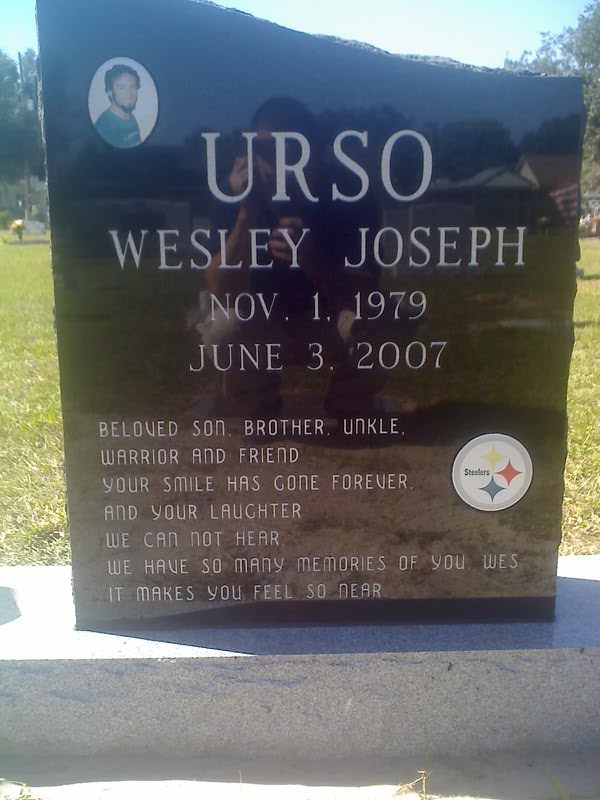 URSO
WESLEY JOSEPH
NOV. 1, 1979
JUNE 3, 2007
BELOVED SON, BROTHER, UNKLE,
WARRIOR AND FRIEND
YOUR SMILE HAS GONE FOREVER,
AND YOUR LAUGHTER
WE CAN NOT HEAR,
WE HAVE SO MANY MEMORIES OF YOU, WES
IT MAKES YOU FEEL SO NEAR
Steelers